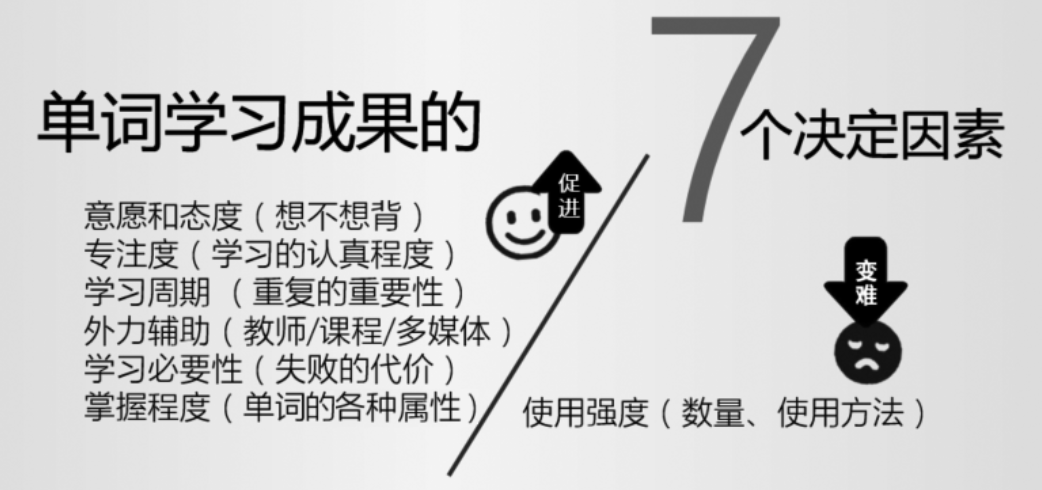 单词学习成果的
7个决定因素
意愿和态度（想不想背）
专注度（学习的认真程度）
学习周期（重复的重要性）
外力辅助（教师/课程/多媒体）
学习必要性（失败的代价）
掌握程度（单词的各种属性）
促进
变难
使用强度（数量、使用方法）